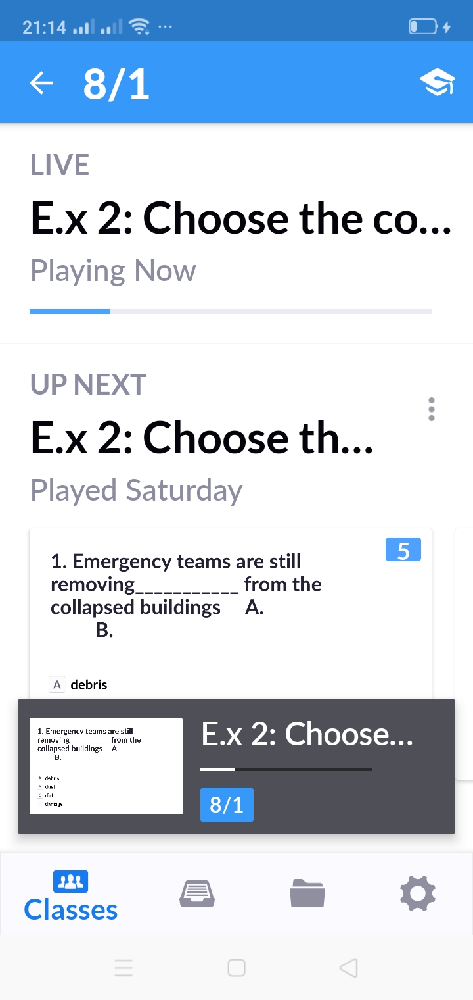 21:14
8/1
LIVE
E.x 2: Choose the co...
Playing Now
UP NEXT
E.x 2: Choose th...
Played Saturday
5
1. Emergency teams are still
removing___________ from the
collapsed buildings A.
B.
A debris
1. Emergency teams are still
removing___________ from the
collapsed buildings A.
B.
A debris
B dust
C dirt
D damage
E.x 2: Choose...
8/1
Classes